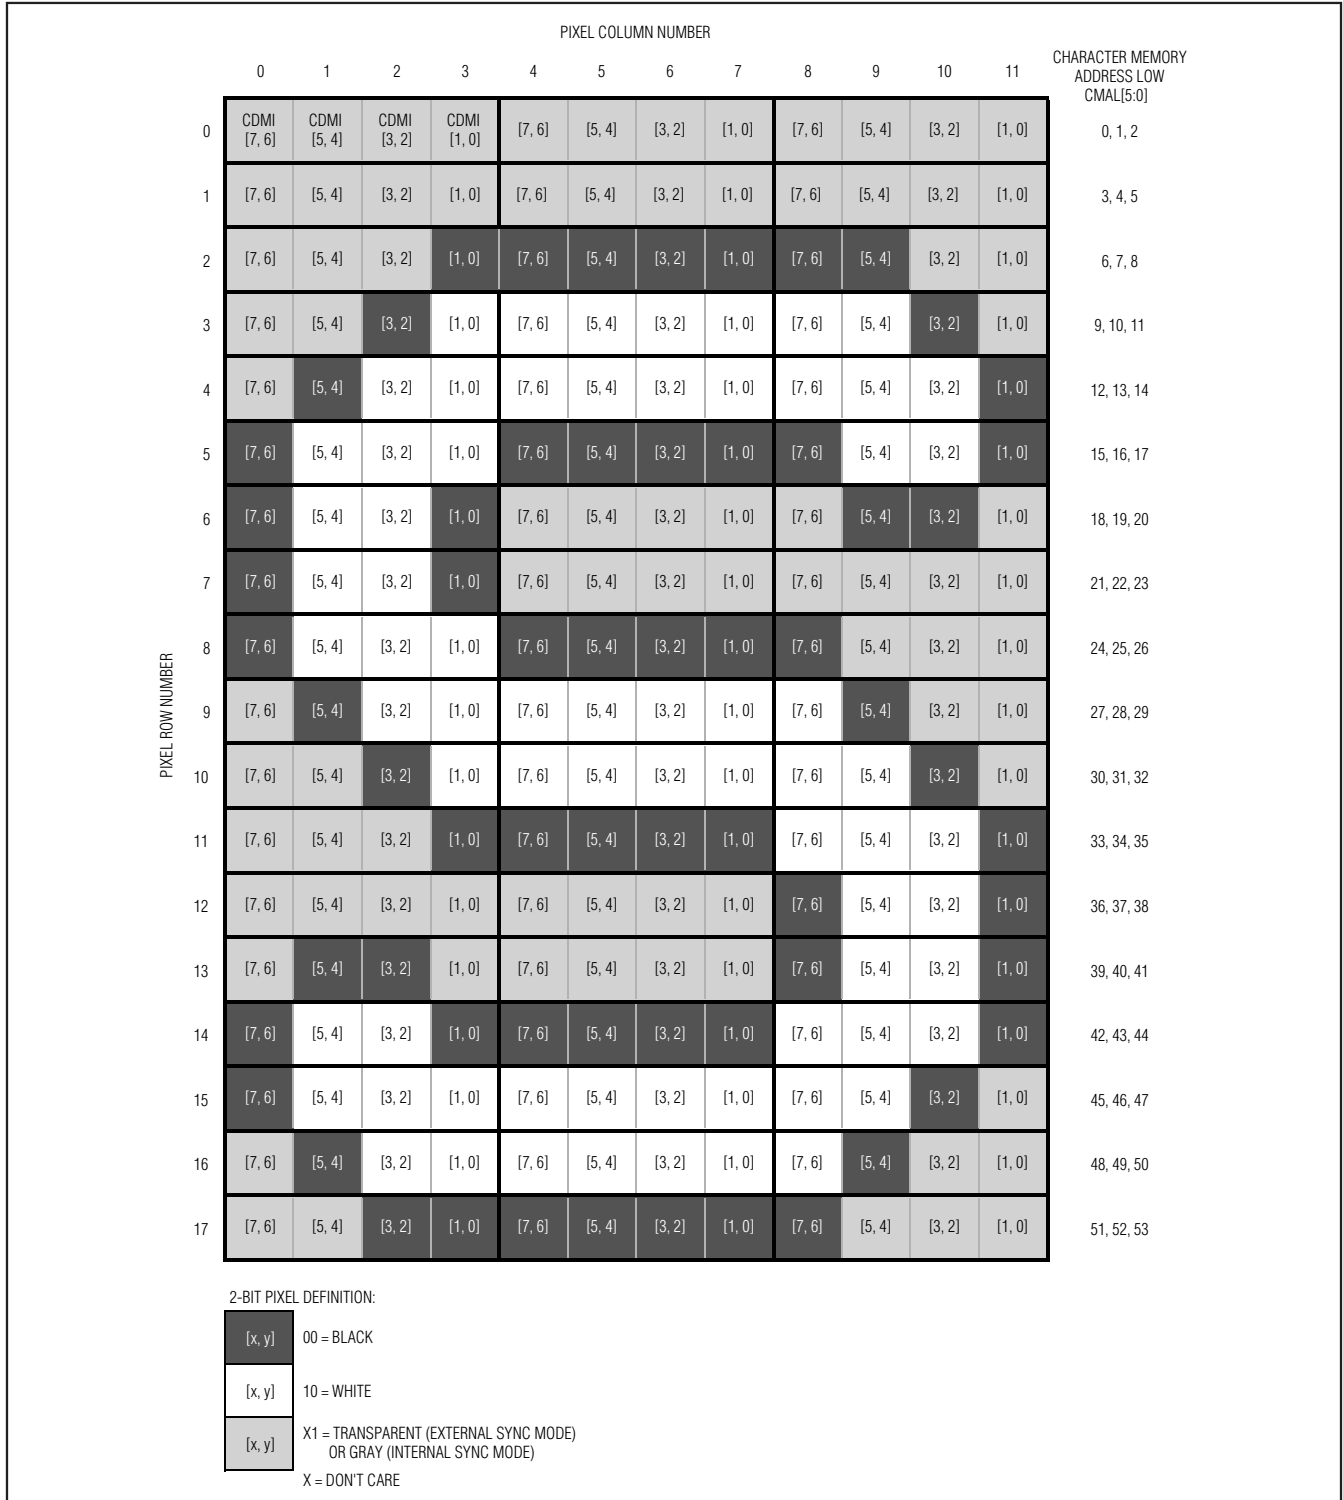 PIXEL COLUMN NUMBER
0 1 2 3 4 5 6 7 8 9 10 11
CHARACTER MEMORY
ADDRESS LOW
CMAL[5:0]
PIXEL ROW NUMBER
0 CDMI [7, 6] CDMI [5, 4] CDMI [3, 2] CDMI [1, 0] [7, 6] [5, 4] [3, 2] [1, 0] [7, 6] [5, 4] [3, 2] [1, 0] 0, 1, 2
1 [7, 6] [5, 4] [3, 2] [1, 0] [7, 6] [5, 4] [3, 2] [1, 0] [7, 6] [5, 4] [3, 2] [1, 0] 3, 4, 5
2 [7, 6] [5, 4] [3, 2] [1, 0] [7, 6] [5, 4] [3, 2] [1, 0] [7, 6] [5, 4] [3, 2] [1, 0] 6, 7, 8
3 [7, 6] [5, 4] [3, 2] [1, 0] [7, 6] [5, 4] [3, 2] [1, 0] [7, 6] [5, 4] [3, 2] [1, 0] 9, 10, 11
4 [7, 6] [5, 4] [3, 2] [1, 0] [7, 6] [5, 4] [3, 2] [1, 0] [7, 6] [5, 4] [3, 2] [1, 0] 12, 13, 14
5 [7, 6] [5, 4] [3, 2] [1, 0] [7, 6] [5, 4] [3, 2] [1, 0] [7, 6] [5, 4] [3, 2] [1, 0] 15, 16, 17
6 [7, 6] [5, 4] [3, 2] [1, 0] [7, 6] [5, 4] [3, 2] [1, 0] [7, 6] [5, 4] [3, 2] [1, 0] 18, 19, 20
7 [7, 6] [5, 4] [3, 2] [1, 0] [7, 6] [5, 4] [3, 2] [1, 0] [7, 6] [5, 4] [3, 2] [1, 0] 21, 22, 23
8 [7, 6] [5, 4] [3, 2] [1, 0] [7, 6] [5, 4] [3, 2] [1, 0] [7, 6] [5, 4] [3, 2] [1, 0] 24, 25, 26
9 [7, 6] [5, 4] [3, 2] [1, 0] [7, 6] [5, 4] [3, 2] [1, 0] [7, 6] [5, 4] [3, 2] [1, 0] 27, 28, 29
10 [7, 6] [5, 4] [3, 2] [1, 0] [7, 6] [5, 4] [3, 2] [1, 0] [7, 6] [5, 4] [3, 2] [1, 0] 30, 31, 32
11 [7, 6] [5, 4] [3, 2] [1, 0] [7, 6] [5, 4] [3, 2] [1, 0] [7, 6] [5, 4] [3, 2] [1, 0] 33, 34, 35
12 [7, 6] [5, 4] [3, 2] [1, 0] [7, 6] [5, 4] [3, 2] [1, 0] [7, 6] [5, 4] [3, 2] [1, 0] 36, 37, 38
13 [7, 6] [5, 4] [3, 2] [1, 0] [7, 6] [5, 4] [3, 2] [1, 0] [7, 6] [5, 4] [3, 2] [1, 0] 39, 40, 41
14 [7, 6] [5, 4] [3, 2] [1, 0] [7, 6] [5, 4] [3, 2] [1, 0] [7, 6] [5, 4] [3, 2] [1, 0] 42, 43, 44
15 [7, 6] [5, 4] [3, 2] [1, 0] [7, 6] [5, 4] [3, 2] [1, 0] [7, 6] [5, 4] [3, 2] [1, 0] 45, 46, 47
16 [7, 6] [5, 4] [3, 2] [1, 0] [7, 6] [5, 4] [3, 2] [1, 0] [7, 6] [5, 4] [3, 2] [1, 0] 48, 49, 50
17 [7, 6] [5, 4] [3, 2] [1, 0] [7, 6] [5, 4] [3, 2] [1, 0] [7, 6] [5, 4] [3, 2] [1, 0] 51, 52, 53
2-BIT PIXEL DEFINITION:
[x, y] 00 = BLACK
[x, y] 10 = WHITE
[x, y] X1 = TRANSPARENT (EXTERNAL SYNC MODE)
OR GRAY (INTERNAL SYNC MODE)
X = DON'T CARE